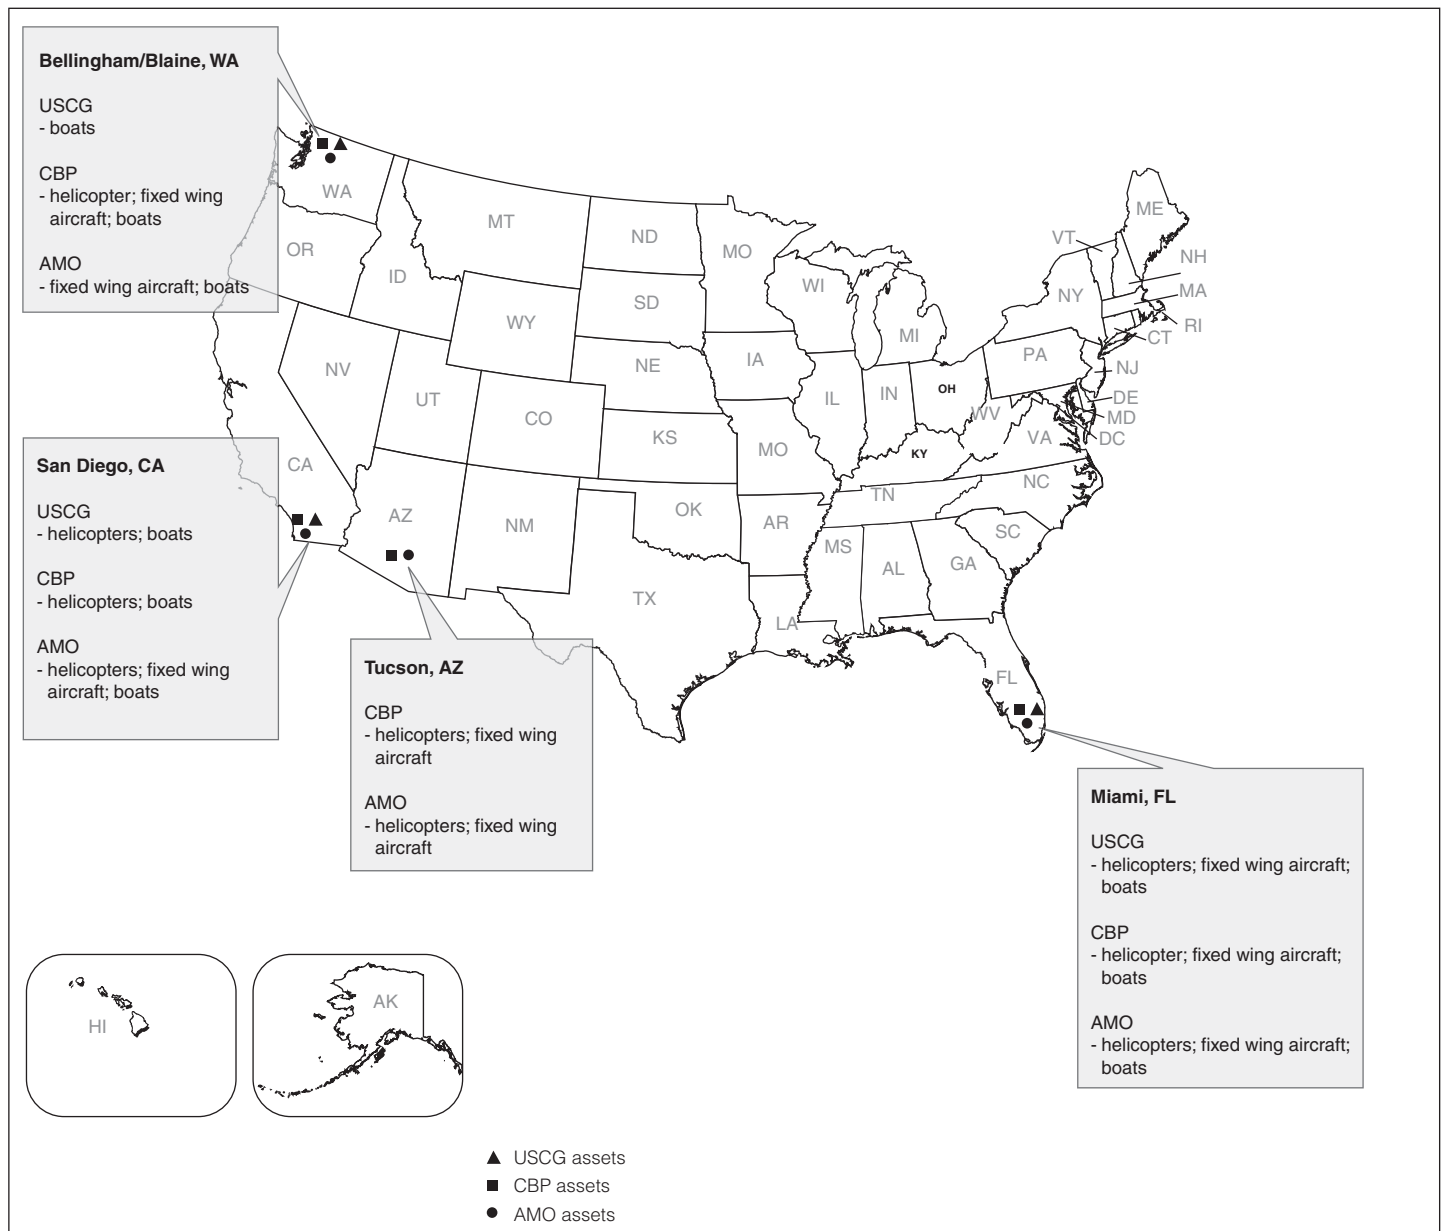 Bellingham/Blaine, WA
USCG
- boats
CBP
- helicopter; fixed wing
aircraft; boats
AMO
- fixed wing aircraft; boats
San Diego, CA
USCG
- helicopters; boats
CBP
- helicopters; boats
AMO
- helicopters; fixed wing
aircraft; boats
Tucson, AZ
CBP
- helicopters; fixed wing
aircraft
AMO
- helicopters; fixed wing
aircraft
Miami, FL
USCG
- helicopters; fixed wing aircraft;
boats
CBP
- helicopter; fixed wing aircraft;
boats
AMO
- helicopters; fixed wing aircraft;
boats
WA
OR
ID
MT
ND
MO
SD
WY
WI
MI
NE
IA
NV
UT
CO
KS
MO
IL
IN
OH
KY
WV
VA
PA
NY
VT
ME
NH
MA
RI
CT
NJ
DE
MD
DC
CA
AZ
NM
OK
AR
TN
NC
SC
MS
AL
GA
TX
LA
FL
HI
AK
USCG assets
CBP assets
AMO assets